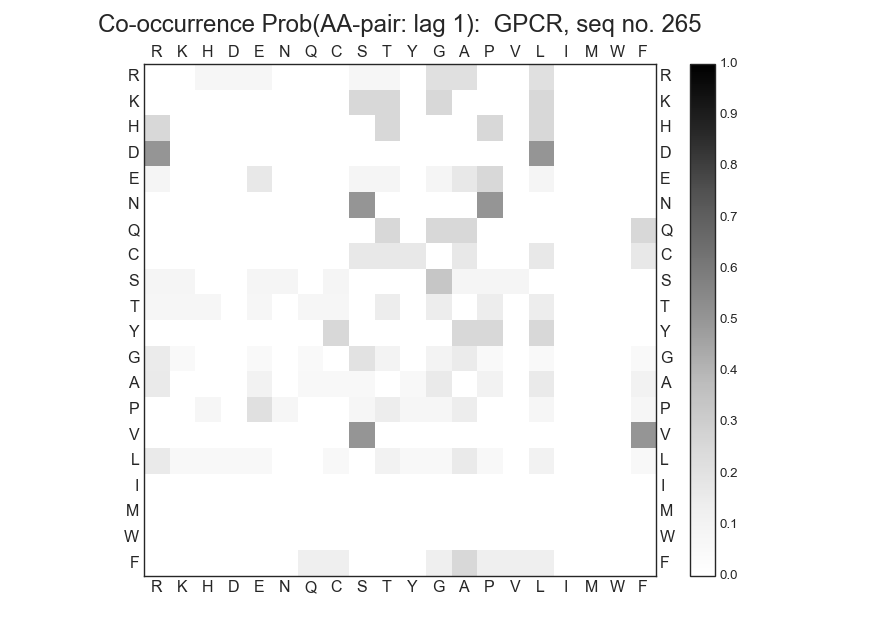 Co-occurrence Prob(AA-pair: lag 1):  GPCR, seq no. 265
R K H D E N Q C S T Y G A P V L I M W F
R R 1.0
K K 0.9
H H
D D 0.8
E E
N N 0.7
Q Q
C C 0.6
S S
T T 0.5
Y Y
G G 0.4
A A
P P 0.3
V V
L L 0.2
I I
M M 0.1
W W
F F
0.0
R K H D E N Q C S T Y G A P V L I M W F